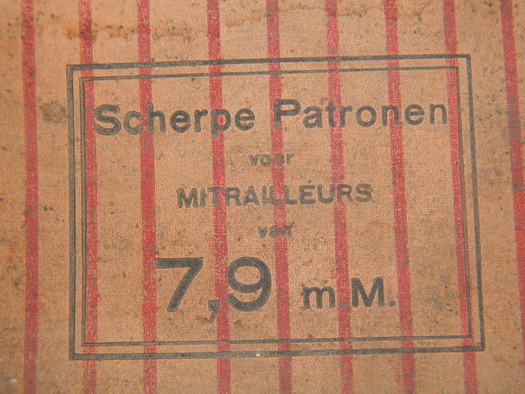 Scherpe Patronen
voor
MITRAILLEURS
van
7,9 m.M.